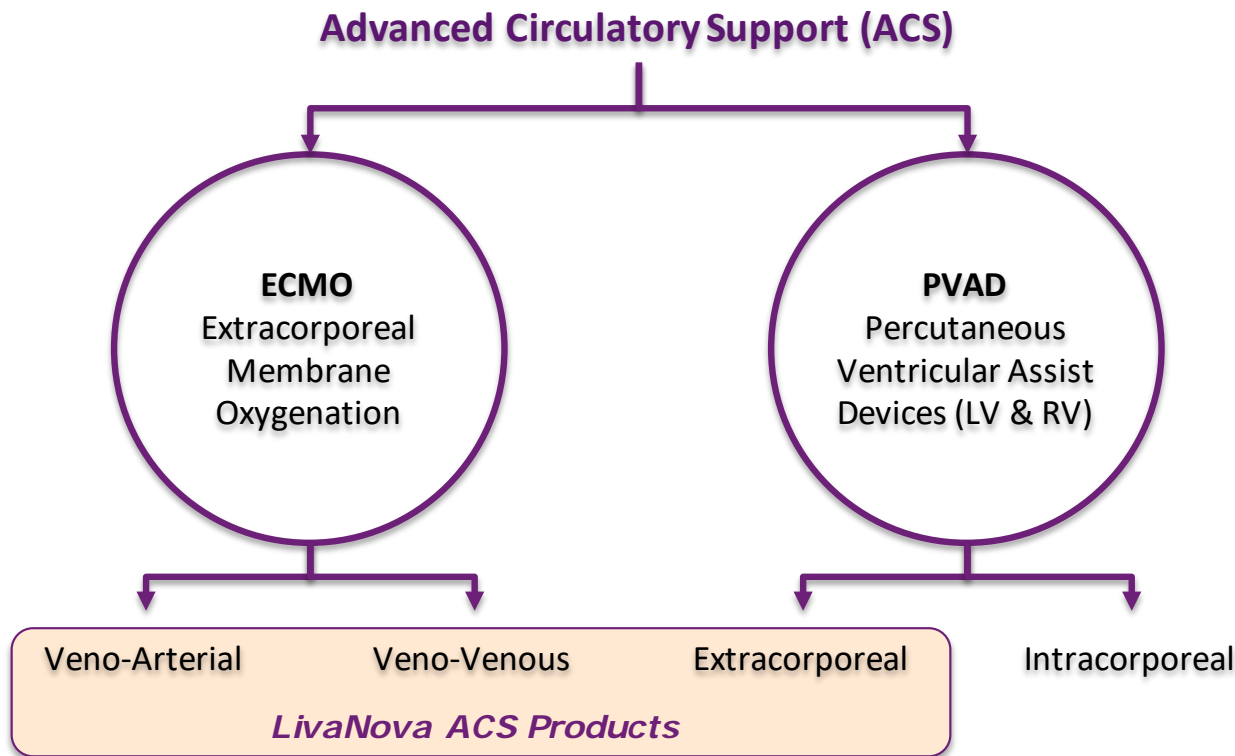 Advanced Circulatory Support (ACS)
ECMO
Extracorporeal
Membrane
Oxygenation
PVAD
Percutaneous
Ventricular Assist
Devices (LV & RV)
Veno-Arterial
Veno-Venous
Extracorporeal
Intracorporeal
LivaNova ACS Products